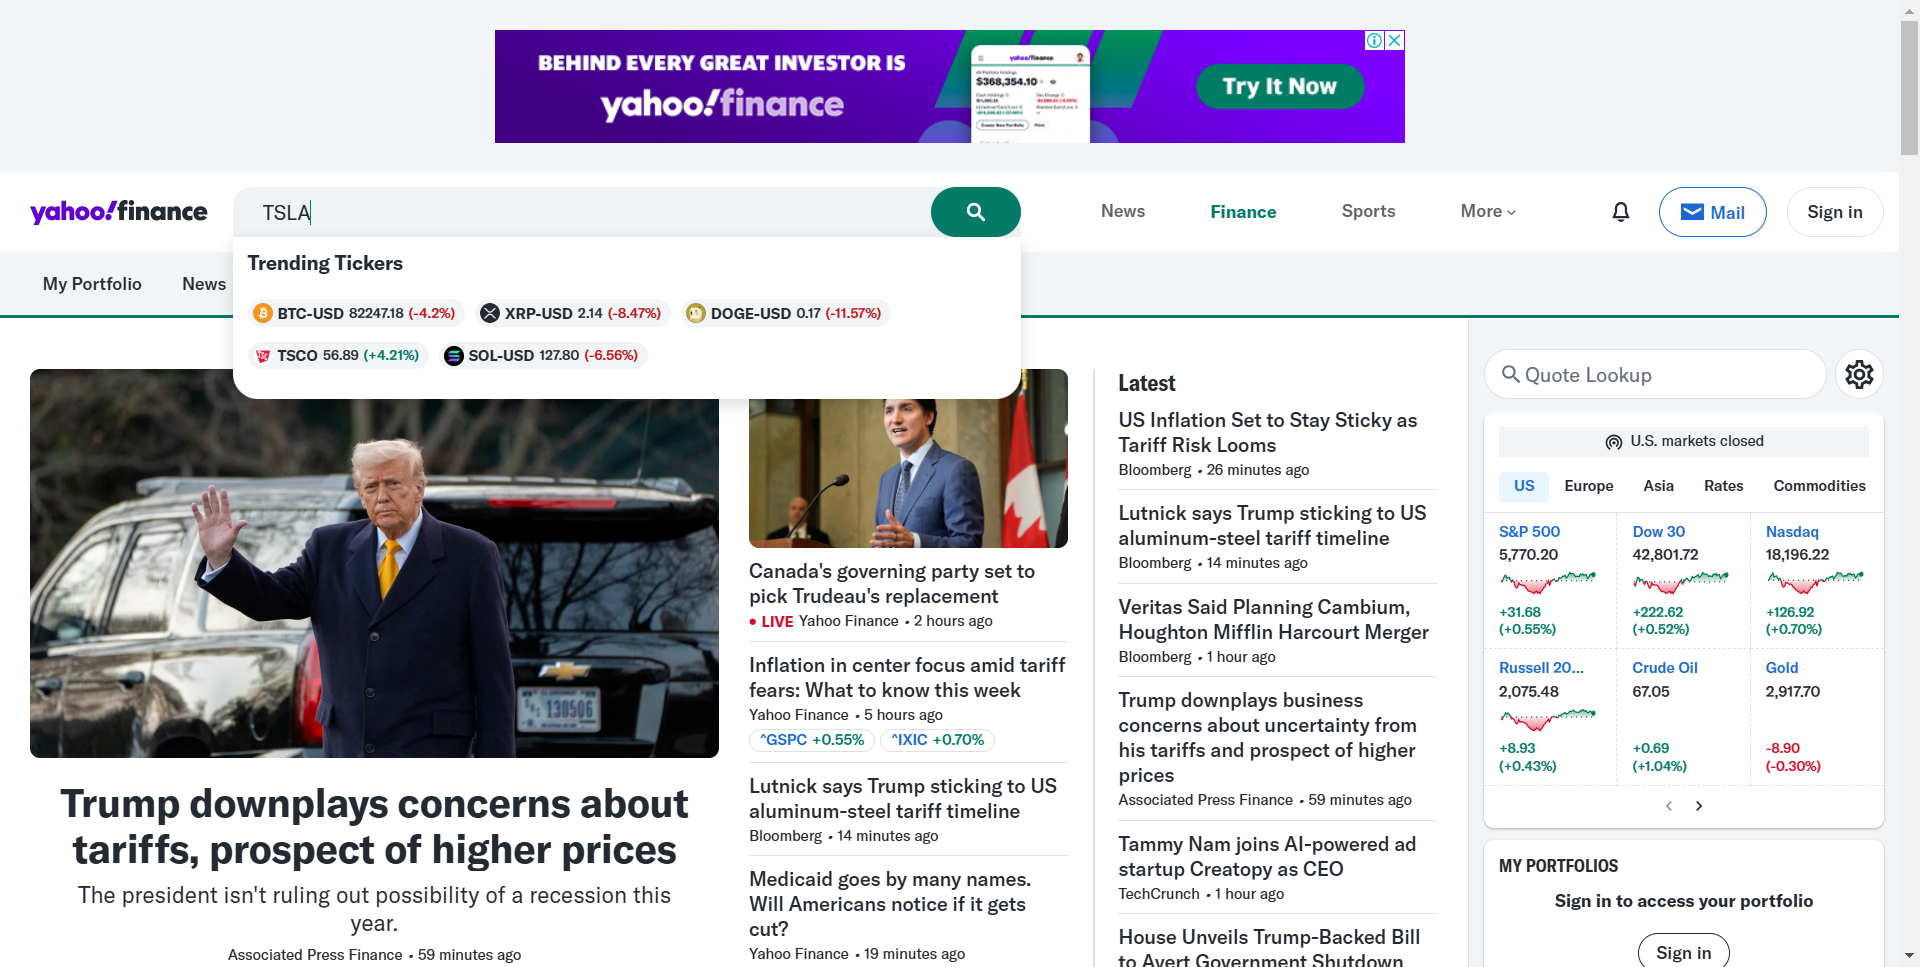 BEHIND EVERY GREAT INVESTOR IS
yahoo!finance
yahoo!finance
$368,354.10
Try It Now
yahoo!finance
TSLA
News
Finance
Sports
More
Mail
Sign in
My Portfolio
News
Trending Tickers
BTC-USD 82247.18 (-4.2%)
XRP-USD 2.14 (-8.47%)
DOGE-USD 0.17 (-11.57%)
TSCO 56.89 (+4.21%)
SOL-USD 127.80 (-6.56%)
130506
Trump downplays concerns about
tariffs, prospect of higher prices
The president isn't ruling out possibility of a recession this
year.
Associated Press Finance • 59 minutes ago
Canada's governing party set to
pick Trudeau's replacement
• LIVE Yahoo Finance • 2 hours ago
Inflation in center focus amid tariff
fears: What to know this week
Yahoo Finance • 5 hours ago
^GSPC +0.55%
^IXIC +0.70%
Lutnick says Trump sticking to US
aluminum-steel tariff timeline
Bloomberg • 14 minutes ago
Medicaid goes by many names.
Will Americans notice if it gets
cut?
Yahoo Finance • 19 minutes ago
Latest
US Inflation Set to Stay Sticky as
Tariff Risk Looms
Bloomberg • 26 minutes ago
Lutnick says Trump sticking to US
aluminum-steel tariff timeline
Bloomberg • 14 minutes ago
Veritas Said Planning Cambium,
Houghton Mifflin Harcourt Merger
Bloomberg • 1 hour ago
Trump downplays business
concerns about uncertainty from
his tariffs and prospect of higher
prices
Associated Press Finance • 59 minutes ago
Tammy Nam joins AI-powered ad
startup Creatopy as CEO
TechCrunch • 1 hour ago
House Unveils Trump-Backed Bill
to Avert Government Shutdown
Quote Lookup
U.S. markets closed
US
Europe
Asia
Rates
Commodities
S&P 500
5,770.20
+31.68
(+0.55%)
Dow 30
42,801.72
+222.62
(+0.52%)
Nasdaq
18,196.22
+126.92
(+0.70%)
Russell 20...
2,075.48
+8.93
(+0.43%)
Crude Oil
67.05
+0.69
(+1.04%)
Gold
2,917.70
-8.90
(-0.30%)
MY PORTFOLIOS
Sign in to access your portfolio
Sign in